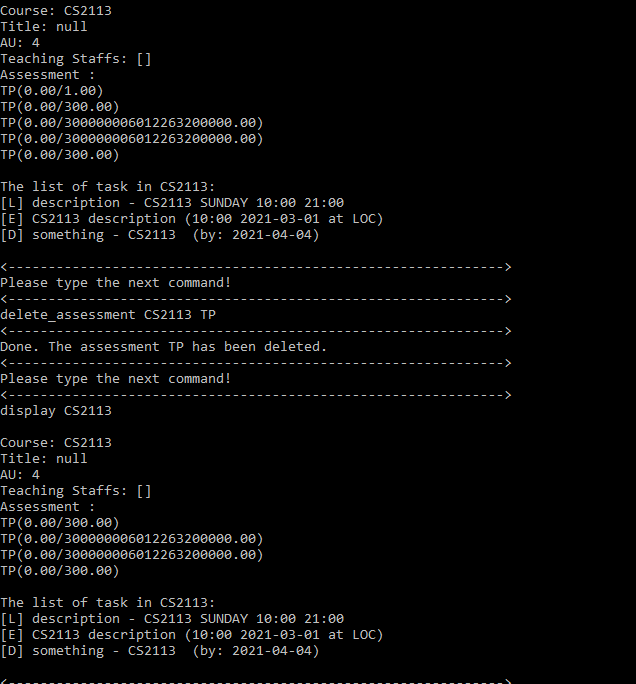 Course: CS2113
Title: null
AU: 4
Teaching Staffs: []
Assessment :
TP(0.00/1.00)
TP(0.00/300.00)
TP(0.00/300000006012263200000.00)
TP(0.00/300000006012263200000.00)
TP(0.00/300.00)
The list of task in CS2113:
[L] description - CS2113 SUNDAY 10:00 21:00
[E] CS2113 description (10:00 2021-03-01 at LOC)
[D] something - CS2113  (by: 2021-04-04)
<-------------------------------------------------------------->
Please type the next command!
<-------------------------------------------------------------->
delete_assessment CS2113 TP
<-------------------------------------------------------------->
Done. The assessment TP has been deleted.
<-------------------------------------------------------------->
Please type the next command!
<-------------------------------------------------------------->
display CS2113
Course: CS2113
Title: null
AU: 4
Teaching Staffs: []
Assessment :
TP(0.00/300.00)
TP(0.00/300000006012263200000.00)
TP(0.00/300000006012263200000.00)
TP(0.00/300.00)
The list of task in CS2113:
[L] description - CS2113 SUNDAY 10:00 21:00
[E] CS2113 description (10:00 2021-03-01 at LOC)
[D] something - CS2113  (by: 2021-04-04)
<-------------------------------------------------------------->